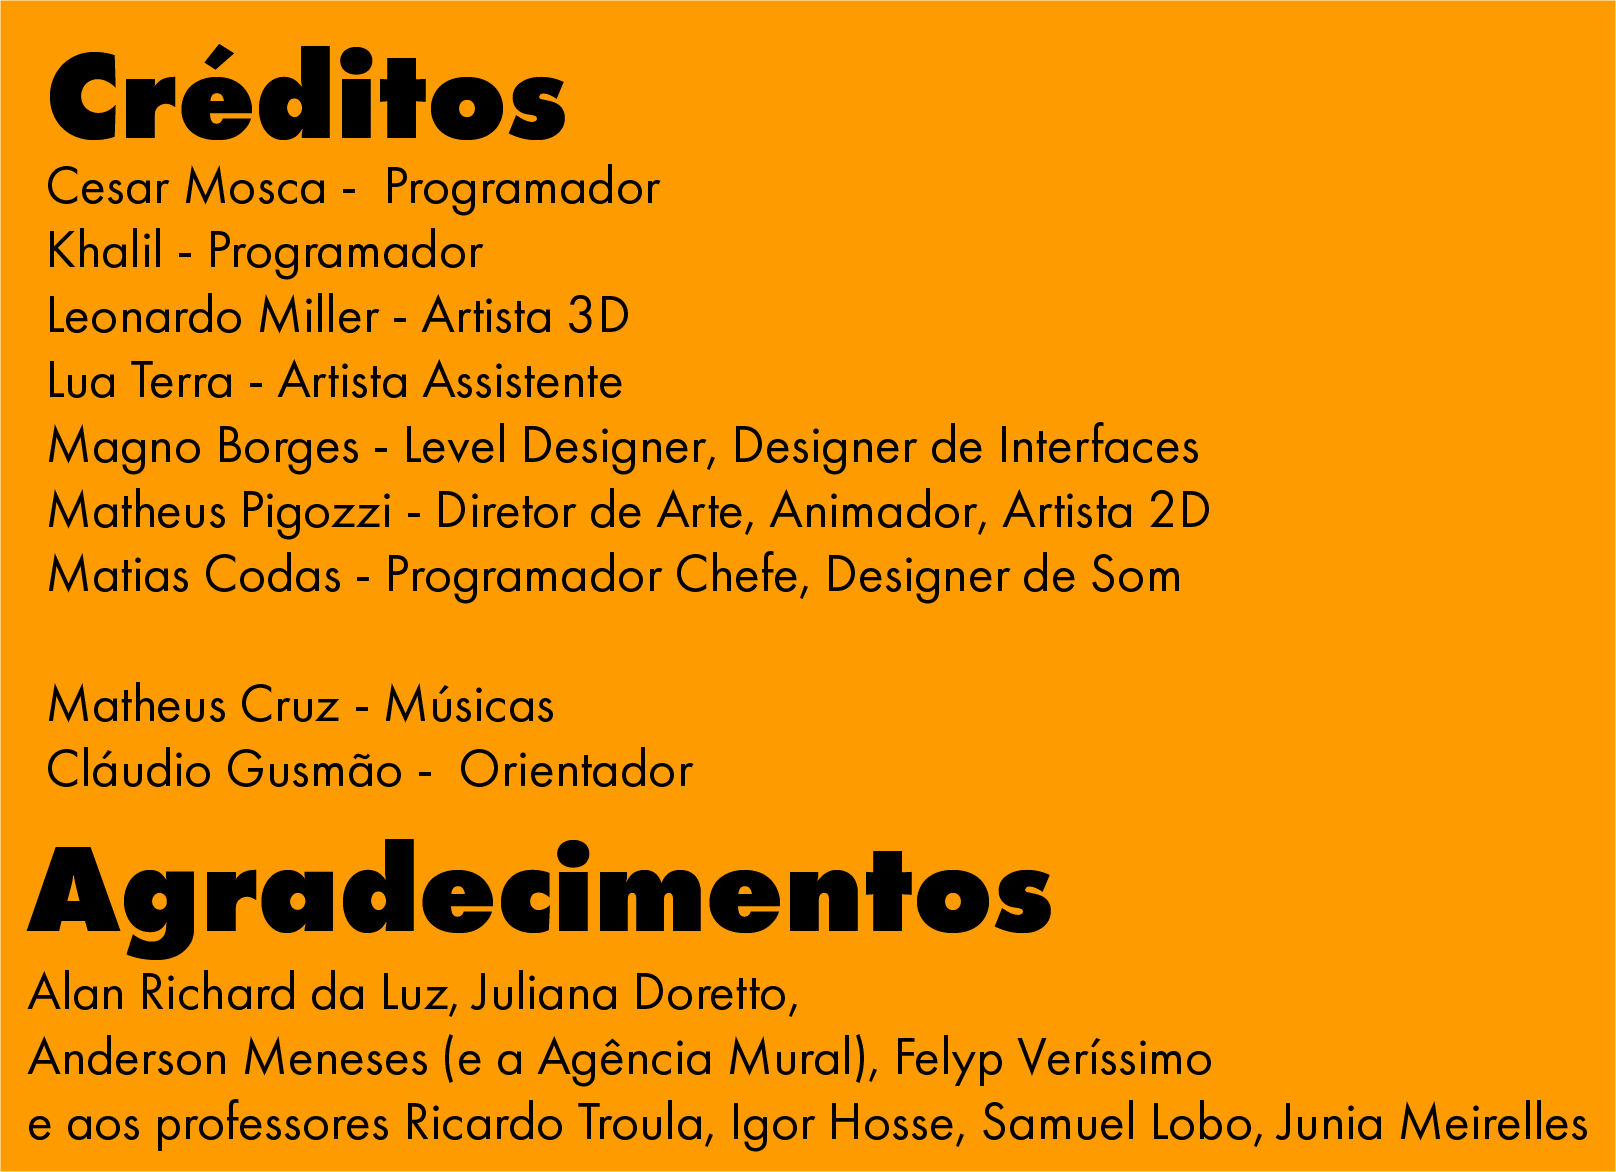 Créditos
Cesar Mosca -  Programador
Khalil - Programador
Leonardo Miller - Artista 3D
Lua Terra - Artista Assistente
Magno Borges - Level Designer, Designer de Interfaces
Matheus Pigozzi - Diretor de Arte, Animador, Artista 2D
Matias Codas - Programador Chefe, Designer de Som
Matheus Cruz - Músicas
Cláudio Gusmão -  Orientador
Agradecimentos
Alan Richard da Luz, Juliana Doretto,
Anderson Meneses (e a Agência Mural), Felyp Veríssimo
e aos professores Ricardo Troula, Igor Hosse, Samuel Lobo, Junia Meirelles